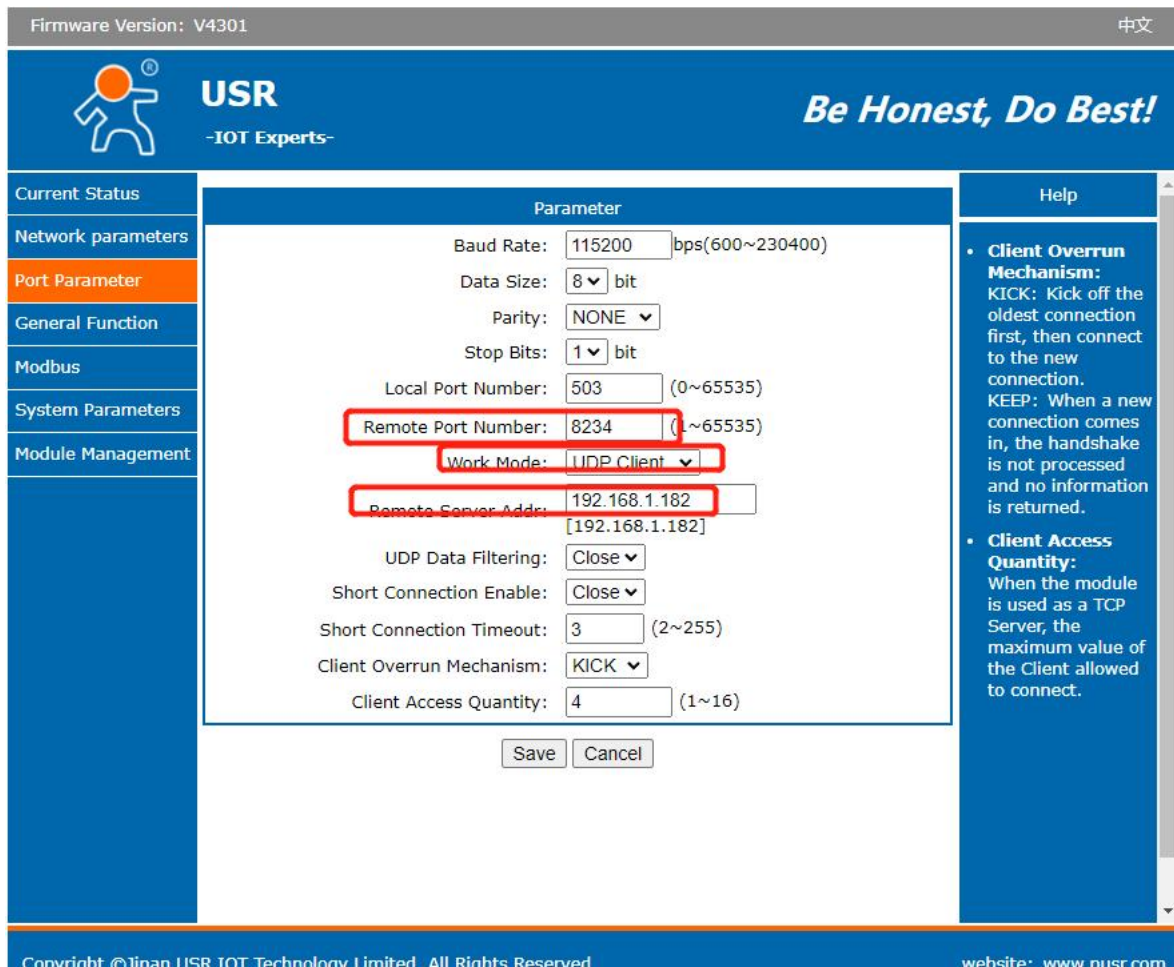 Firmware Version: V4301 中文
®
USR
-IOT Experts-
Be Honest, Do Best!
Current Status
Network parameters
Port Parameter
General Function
Modbus
System Parameters
Module Management
Parameter
Baud Rate: 115200 bps(600~230400)
Data Size: 8 bit
Parity: NONE
Stop Bits: 1 bit
Local Port Number: 503 (0~65535)
Remote Port Number: 8234 (1~65535)
Work Mode: UDP Client
Remote Server Addr: 192.168.1.182
[192.168.1.182]
UDP Data Filtering: Close
Short Connection Enable: Close
Short Connection Timeout: 3 (2~255)
Client Overrun Mechanism: KICK
Client Access Quantity: 4 (1~16)
Save Cancel
Help
• Client Overrun
Mechanism:
KICK: Kick off the
oldest connection
first, then connect
to the new
connection.
KEEP: When a new
connection comes
in, the handshake
is not processed
and no information
is returned.
• Client Access
Quantity:
When the module
is used as a TCP
Server, the
maximum value of
the Client allowed
to connect.
Copyright ©Jinan USR IOT Technology Limited. All Rights Reserved website: www.pusr.com